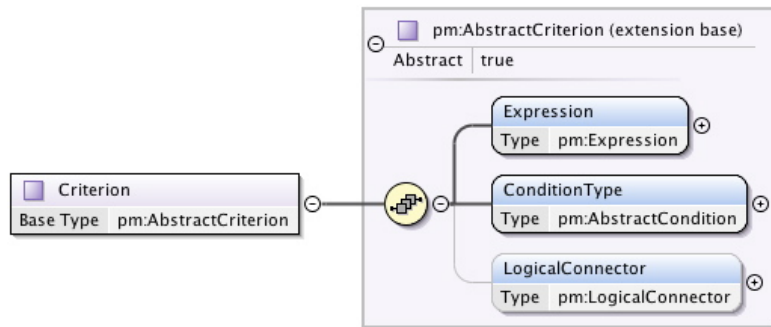 pm:AbstractCriterion (extension base)
Abstract true
Expression
Type pm:Expression
Criterion
Base Type pm:AbstractCriterion
ConditionType
Type pm:AbstractCondition
LogicalConnector
Type pm:LogicalConnector